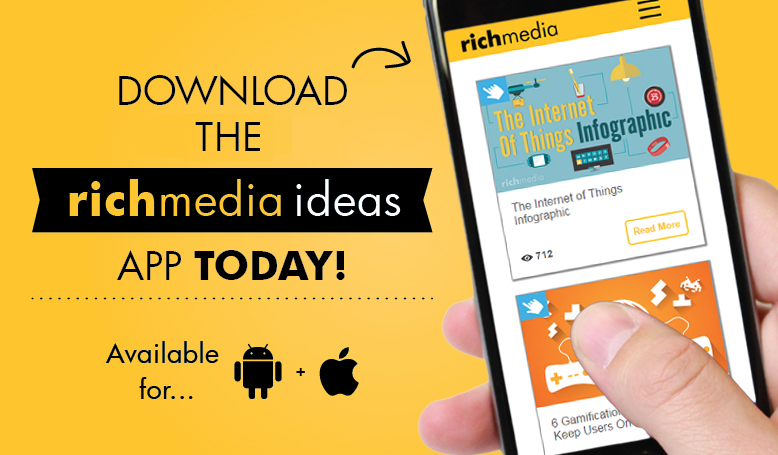 DOWNLOAD
THE
richmedia ideas
APP TODAY!
Available
for...
+
richmedia
The Internet
Of Things Infographic
richmedia
The Internet of Things
Infographic
Read More
712
6 Gamification
Keep Users On